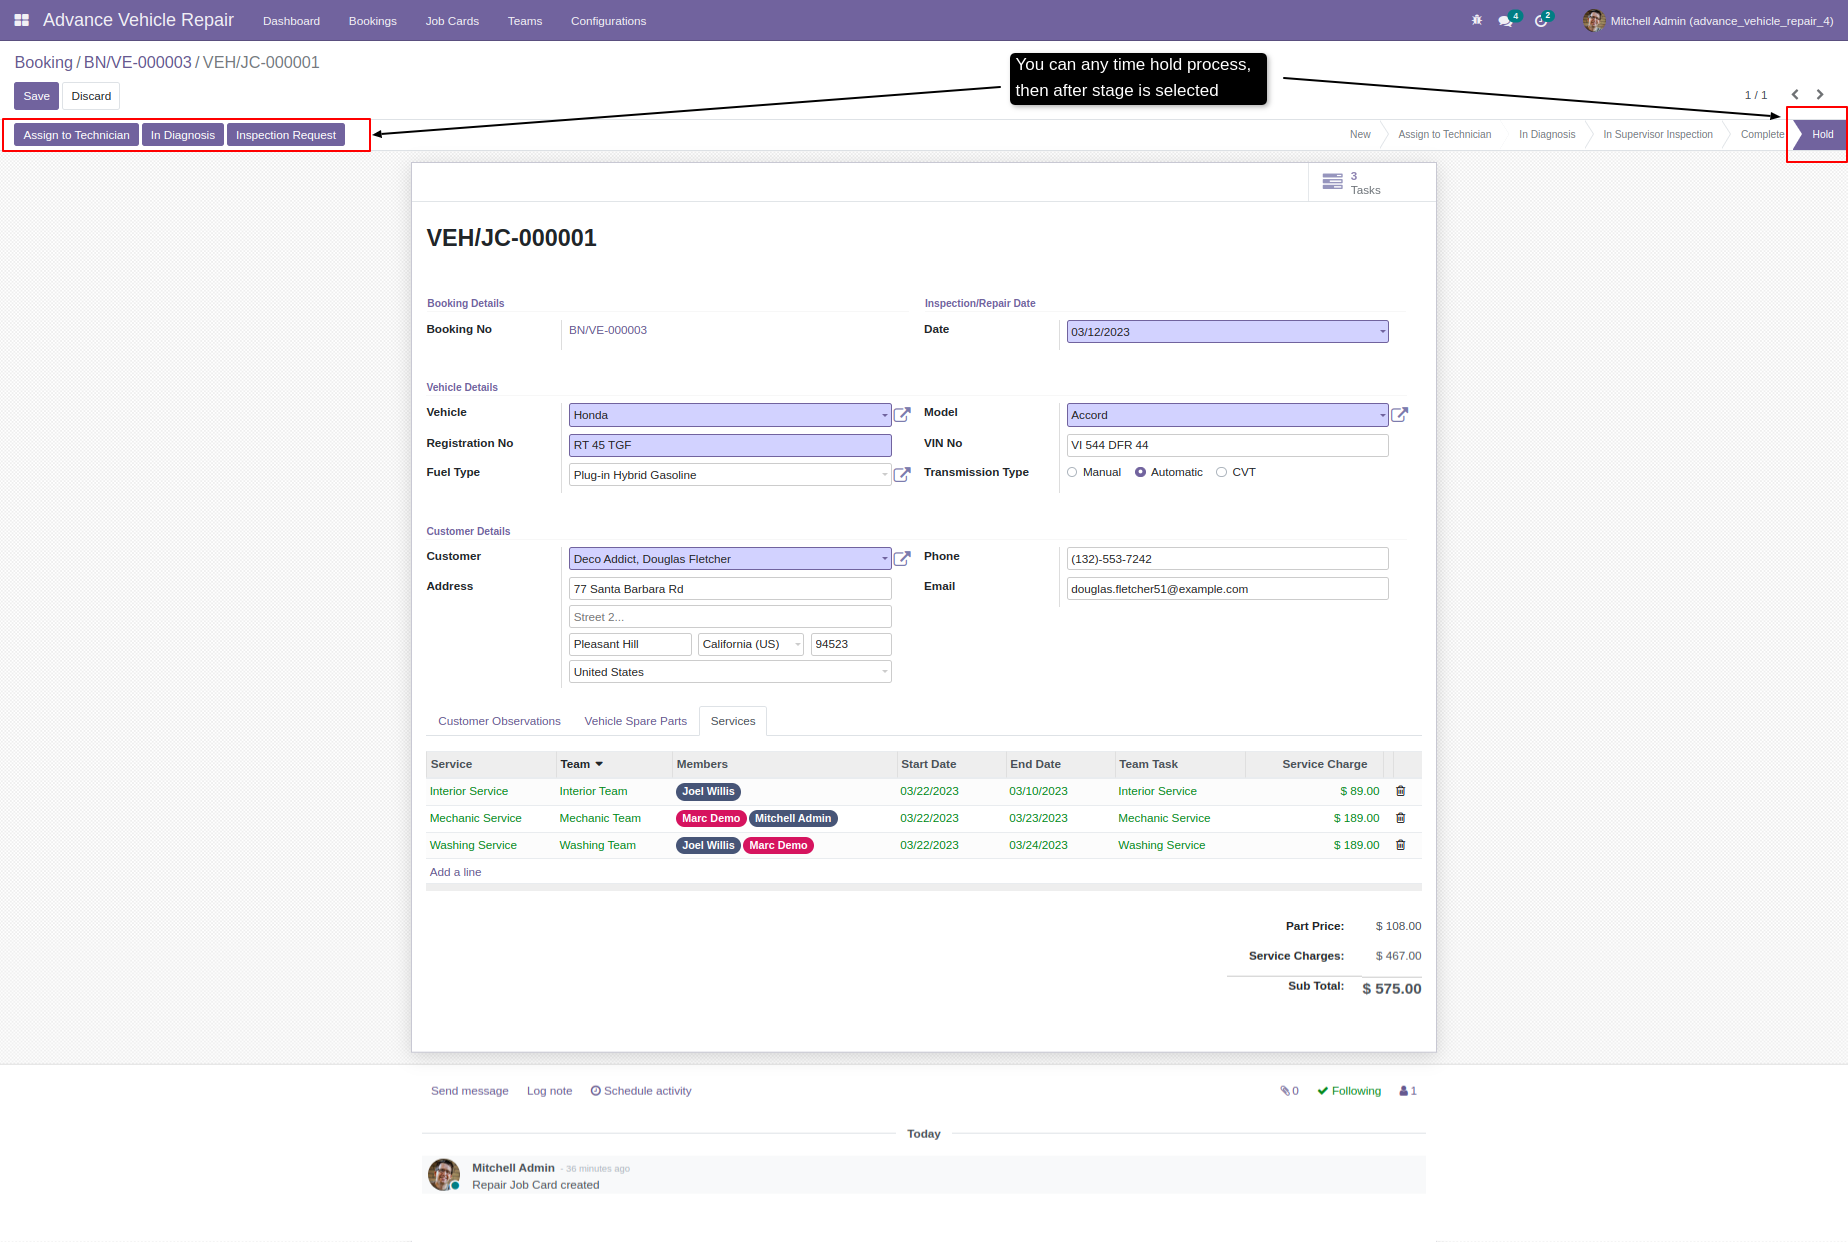 Advance Vehicle Repair Dashboard Bookings Job Cards Teams Configurations 4 2 Mitchell Admin (advance_vehicle_repair_4)
Booking / BN/VE-000003 / VEH/JC-000001
You can any time hold process,
then after stage is selected
Save Discard 1 / 1
Assign to Technician In Diagnosis Inspection Request New Assign to Technician In Diagnosis In Supervisor Inspection Complete Hold
3
Tasks
VEH/JC-000001
Booking Details Inspection/Repair Date
Booking No BN/VE-000003 Date 03/12/2023
Vehicle Details
Vehicle Honda Model Accord
Registration No RT 45 TGF VIN No VI 544 DFR 44
Fuel Type Plug-in Hybrid Gasoline Transmission Type Manual Automatic CVT
Customer Details
Customer Deco Addict, Douglas Fletcher Phone (132)-553-7242
Address 77 Santa Barbara Rd Email douglas.fletcher51@example.com
Street 2...
Pleasant Hill California (US) 94523
United States
Customer Observations Vehicle Spare Parts Services
Service Team Members Start Date End Date Team Task Service Charge
Interior Service Interior Team Joel Willis 03/22/2023 03/10/2023 Interior Service $ 89.00
Mechanic Service Mechanic Team Marc Demo Mitchell Admin 03/22/2023 03/23/2023 Mechanic Service $ 189.00
Washing Service Washing Team Joel Willis Marc Demo 03/22/2023 03/24/2023 Washing Service $ 189.00
Add a line
Part Price: $ 108.00
Service Charges: $ 467.00
Sub Total: $ 575.00
Send message Log note Schedule activity 0 Following 1
Today
Mitchell Admin - 36 minutes ago
Repair Job Card created